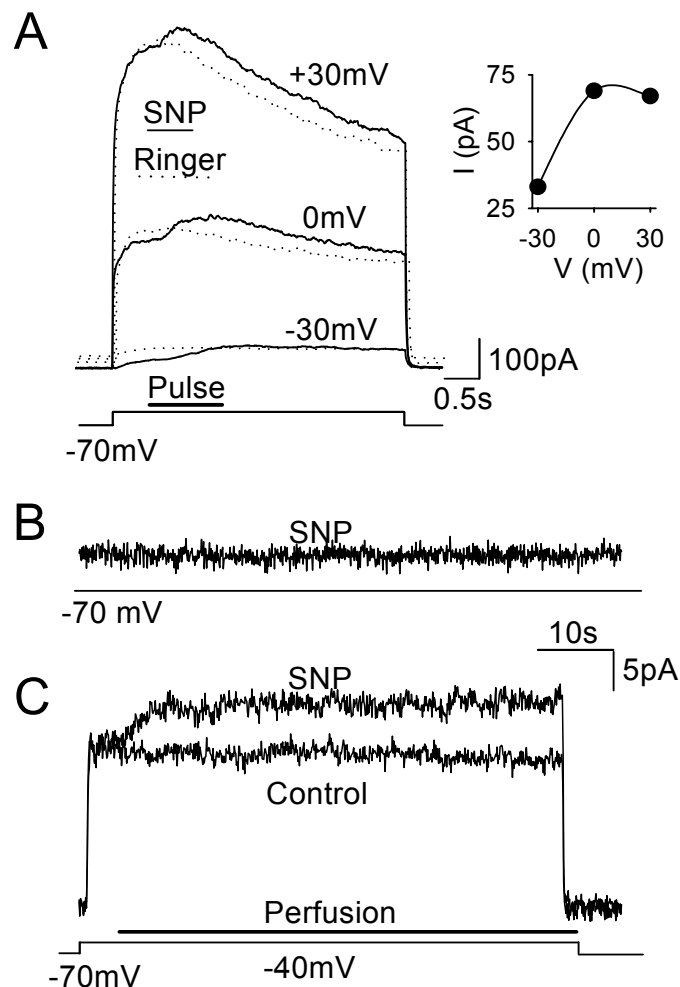 A
+30mV
SNP
Ringer
0mV
-30mV
100pA
0.5s
Pulse
-70mV
75
50
25
I (pA)
-30 0 30
V (mV)
B
SNP
-70 mV
10s
5pA
C
SNP
Control
Perfusion
-70mV
-40mV